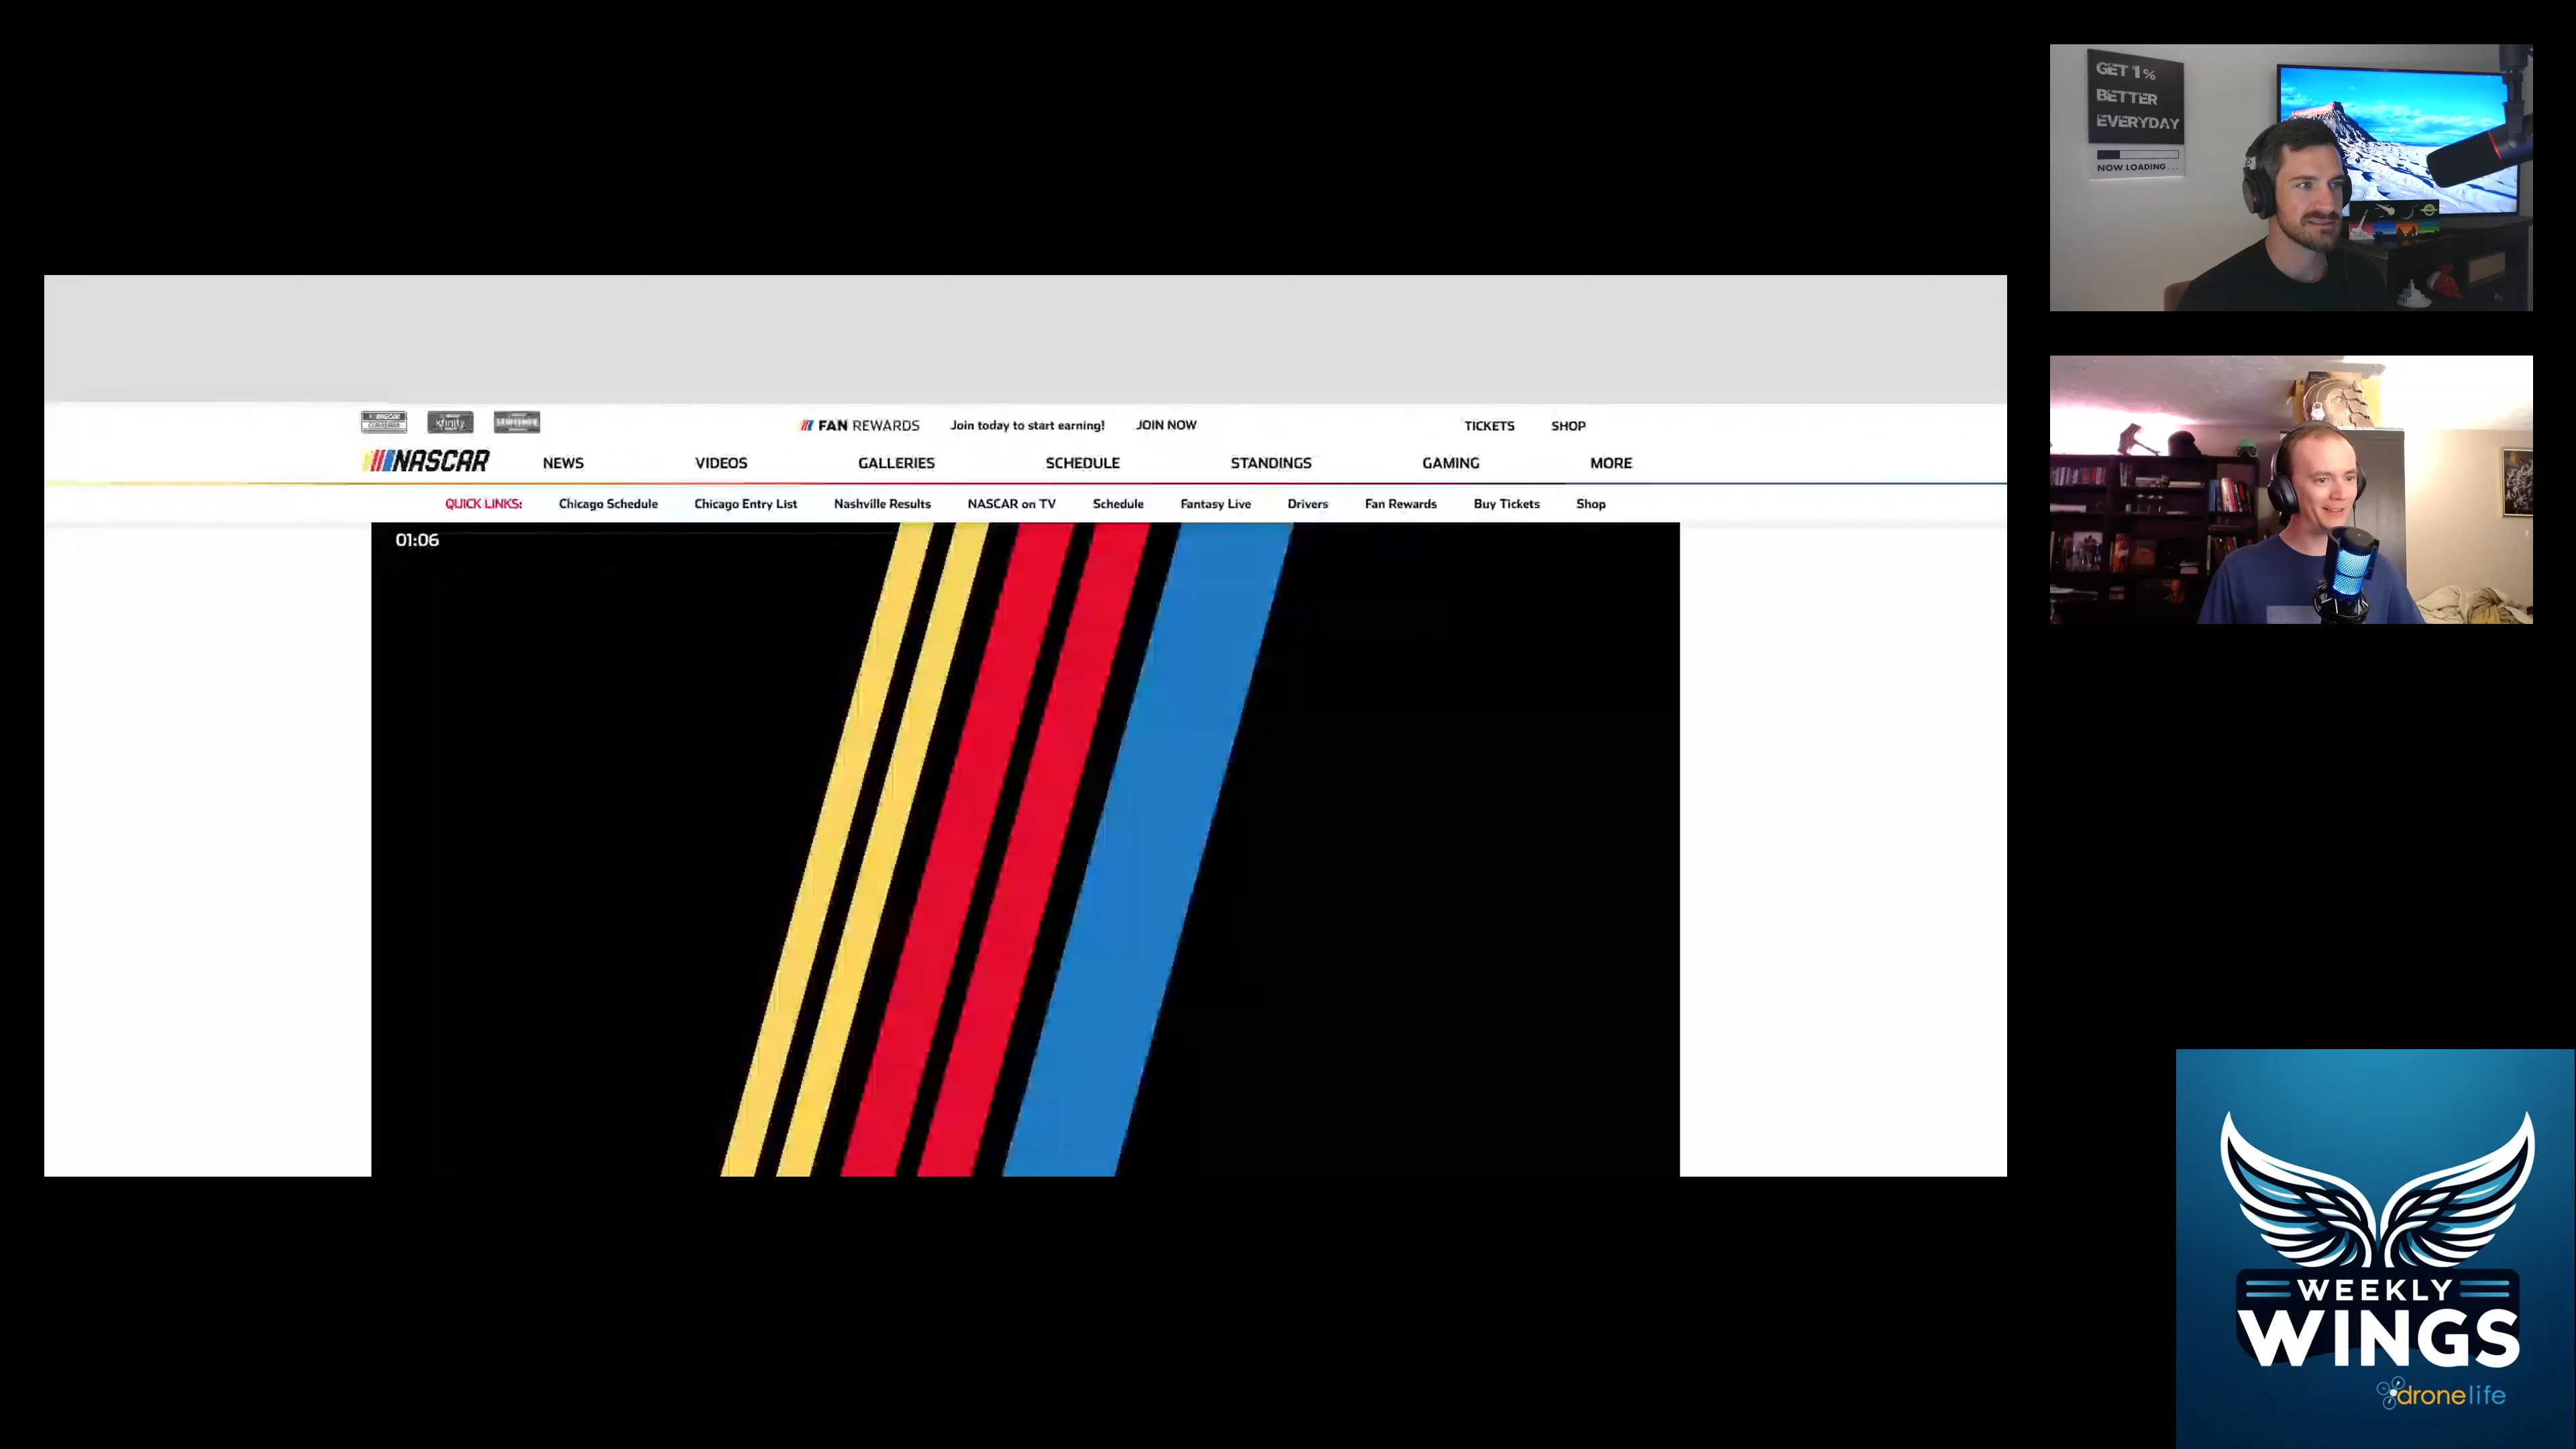 GET 1%
BETTER
EVERYDAY
NOW LOADING...
xfinity
FAN REWARDS Join today to start earning! JOIN NOW
TICKETS SHOP
NASCAR
NEWS VIDEOS GALLERIES SCHEDULE STANDINGS GAMING MORE
QUICK LINKS: Chicago Schedule Chicago Entry List Nashville Results NASCAR on TV Schedule Fantasy Live Drivers Fan Rewards Buy Tickets Shop
01:06
WEEKLY
WINGS
dronelife